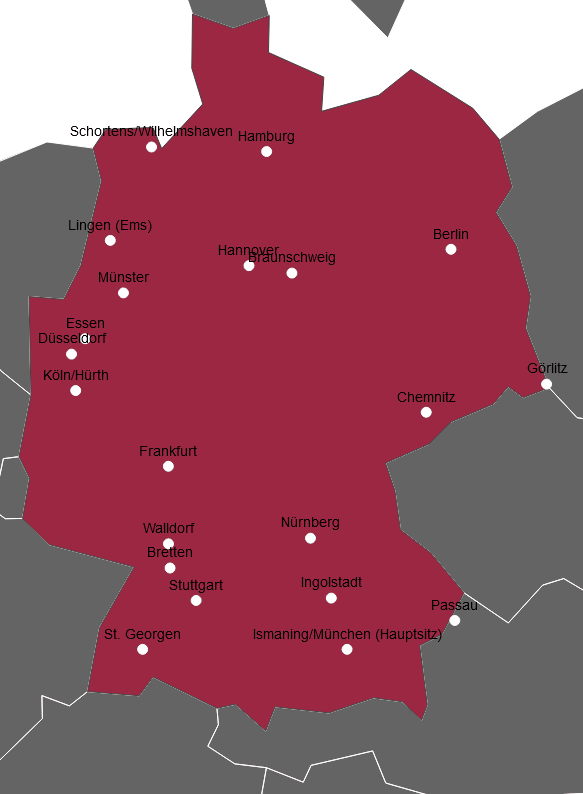 Schortens/Wilhelmshaven
Hamburg
Lingen (Ems)
Berlin
Hannover
Braunschweig
Münster
Essen
Düsseldorf
Görlitz
Köln/Hürth
Chemnitz
Frankfurt
Nürnberg
Walldorf
Bretten
Ingolstadt
Stuttgart
Passau
St. Georgen
Ismaning/München (Hauptsitz)